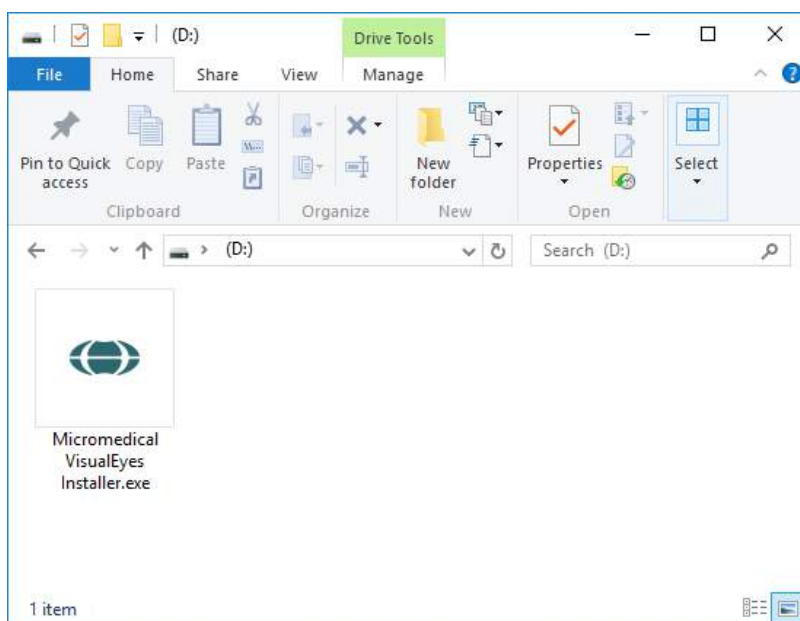 (D:)
Drive Tools
File
Home
Share
View
Manage
Pin to Quick
access
Copy
Paste
New
folder
Properties
Select
Clipboard
Organize
New
Open
(D:)
Search (D:)
Micromedical
VisualEyes
Installer.exe
1 item